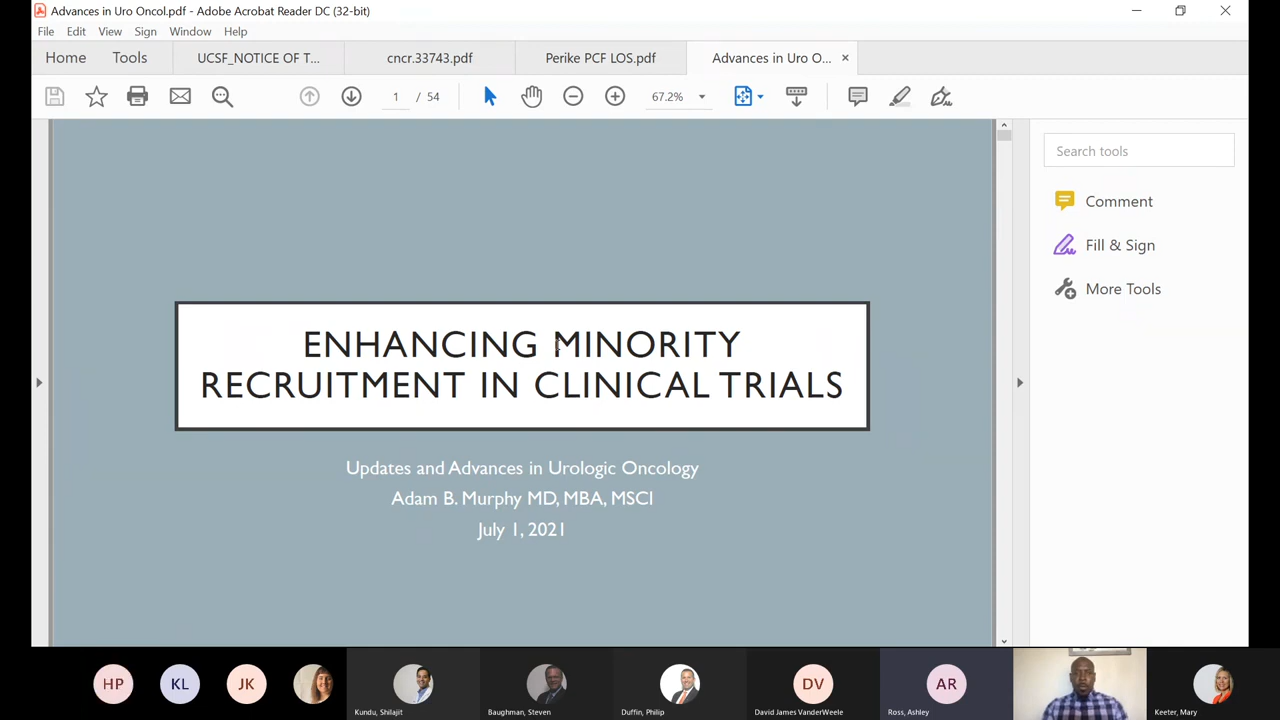 Advances in Uro Oncol.pdf - Adobe Acrobat Reader DC (32-bit)
File Edit View Sign Window Help
Home Tools UCSF_NOTICE OF T... cncr.33743.pdf Perike PCF LOS.pdf Advances in Uro O... ×
1 / 54 67.2%
Search tools
Comment
Fill & Sign
More Tools
ENHANCING MINORITY
RECRUITMENT IN CLINICAL TRIALS
Updates and Advances in Urologic Oncology
Adam B. Murphy MD, MBA, MSCI
July 1, 2021
HP KL JK DV AR
Kundu, Shilajit Baughman, Steven Duffin, Philip David James VanderWeele Ross, Ashley Keeter, Mary